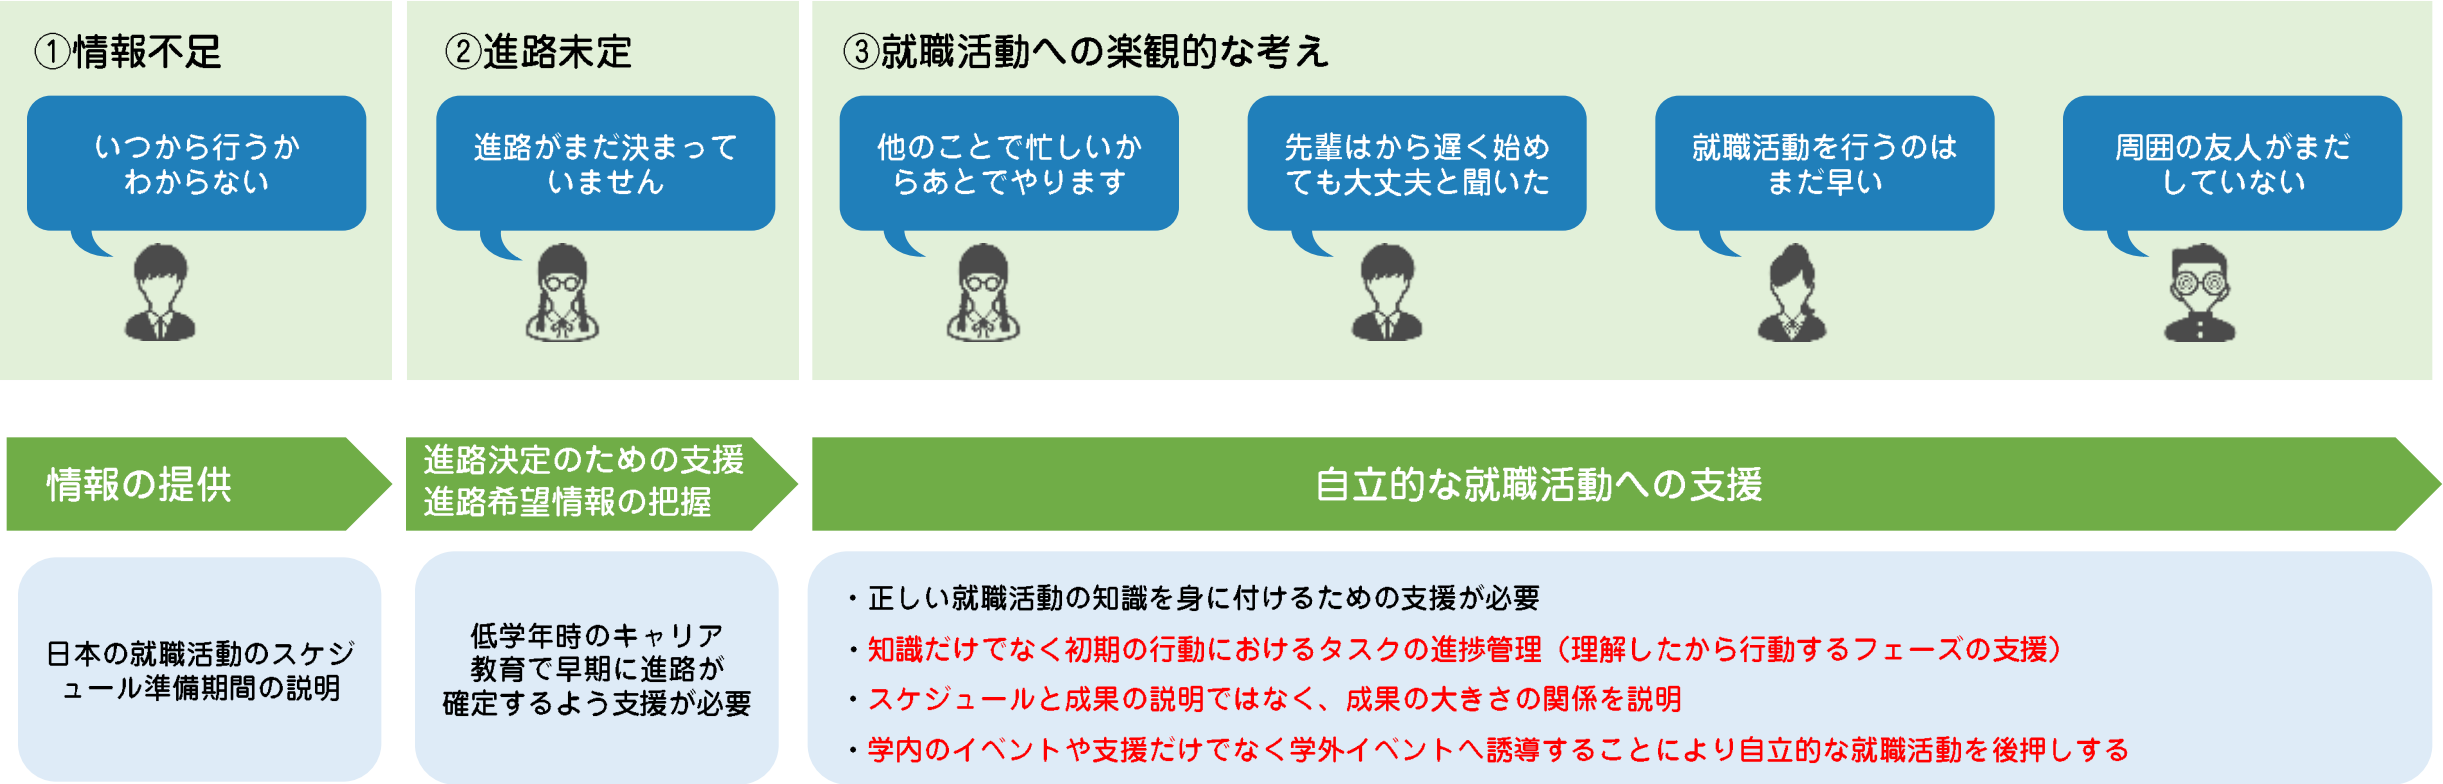 ①情報不足
いつから行うか
わからない
②進路未定
進路がまだ決まって
いません
③就職活動への楽観的な考え
他のことで忙しいか
らあとでやります
先輩はから遅く始め
ても大丈夫と聞いた
就職活動を行うのは
まだ早い
周囲の友人がまだ
していない
情報の提供
進路決定のための支援
進路希望情報の把握
自立的な就職活動への支援
日本の就職活動のスケジ
ュール準備期間の説明
低学年時のキャリア
教育で早期に進路が
確定するよう支援が必要
・正しい就職活動の知識を身に付けるための支援が必要
・知識だけでなく初期の行動におけるタスクの進捗管理（理解したから行動するフェーズの支援）
・スケジュールと成果の説明ではなく、成果の大きさの関係を説明
・学内のイベントや支援だけでなく学外イベントへ誘導することにより自立的な就職活動を後押しする